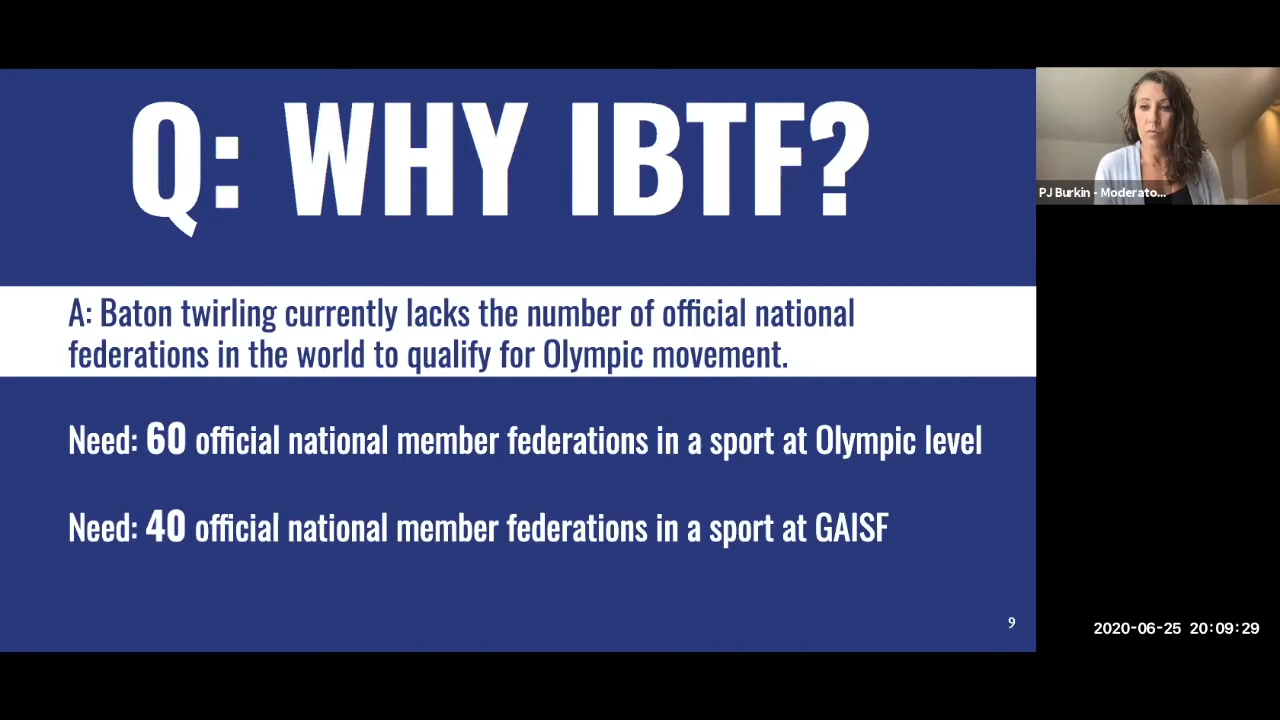 Q: WHY IBTF?
A: Baton twirling currently lacks the number of official national
federations in the world to qualify for Olympic movement.
Need: 60 official national member federations in a sport at Olympic level
Need: 40 official national member federations in a sport at GAISF
9
PJ Burkin - Moderato...
2020-06-25 20:09:29